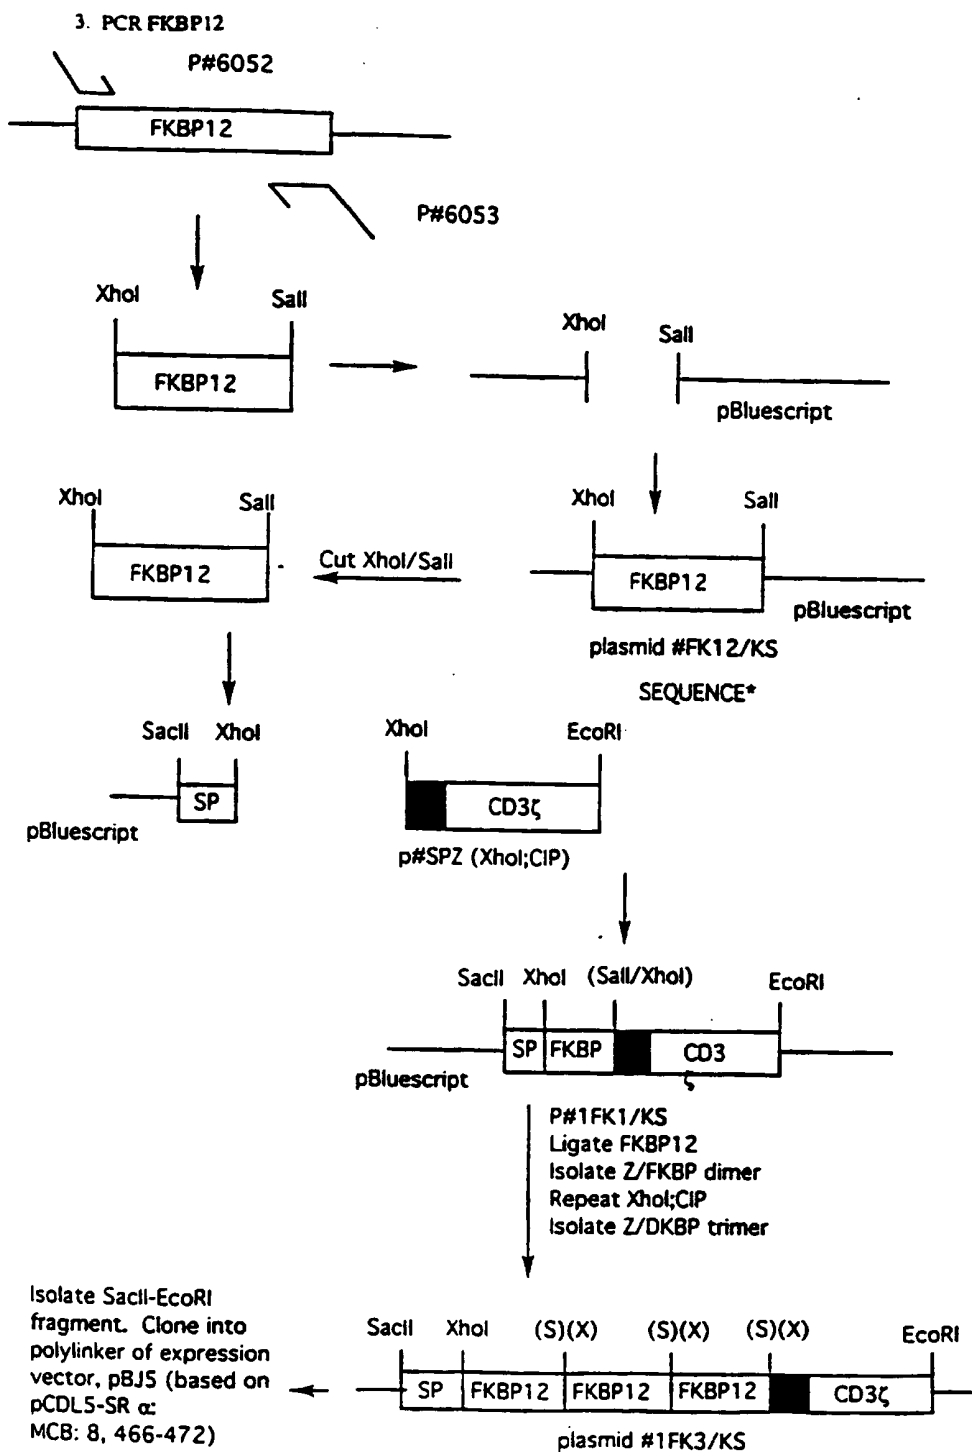 3. PCR FKBP12
P#6052
FKBP12
P#6053
XhoI SalI
FKBP12
XhoI SalI
pBluescript
XhoI SalI
FKBP12
Cut XhoI/SalI
XhoI SalI
FKBP12
pBluescript
plasmid #FK12/KS
SEQUENCE*
SacII XhoI
SP
pBluescript
XhoI EcoRI
CD3ζ
p#SPZ (XhoI;CIP)
SacII XhoI (SalI/XhoI) EcoRI
SP FKBP CD3
ζ
pBluescript
P#1FK1/KS
Ligate FKBP12
Isolate Z/FKBP dimer
Repeat XhoI;CIP
Isolate Z/DKBP trimer
Isolate SacII-EcoRI
fragment. Clone into
polylinker of expression
vector, pBJ5 (based on
pCDL5-SR α:
MCB: 8, 466-472)
SacII XhoI (S)(X) (S)(X) (S)(X) EcoRI
SP FKBP12 FKBP12 FKBP12 CD3ζ
plasmid #1FK3/KS